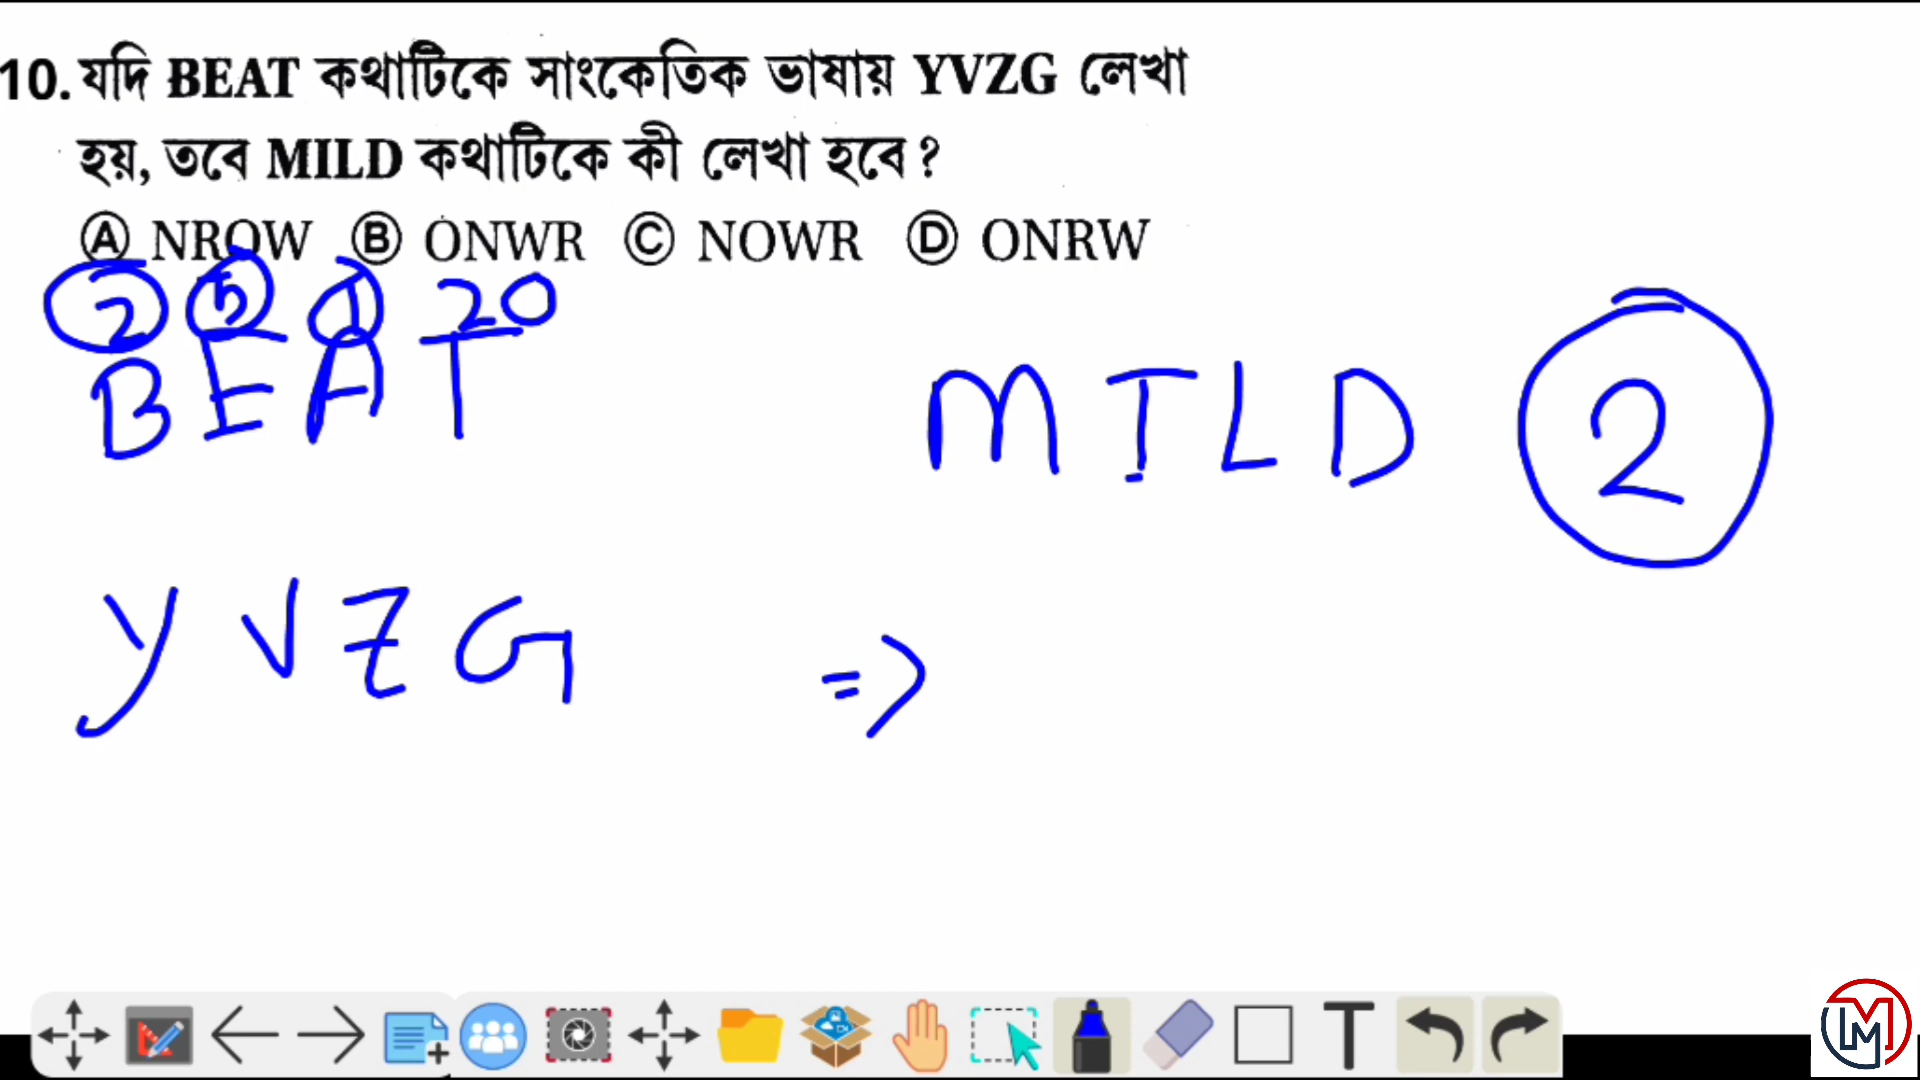 10. যদি BEAT কথাটিকে সাংকেতিক ভাষায় YVZG লেখা
হয়, তবে MILD কথাটিকে কী লেখা হবে ?
Ⓐ NROW Ⓑ ONWR Ⓒ NOWR Ⓓ ONRW
2 5 1 20
BEAT MILD 2
YVZG =>
T
M